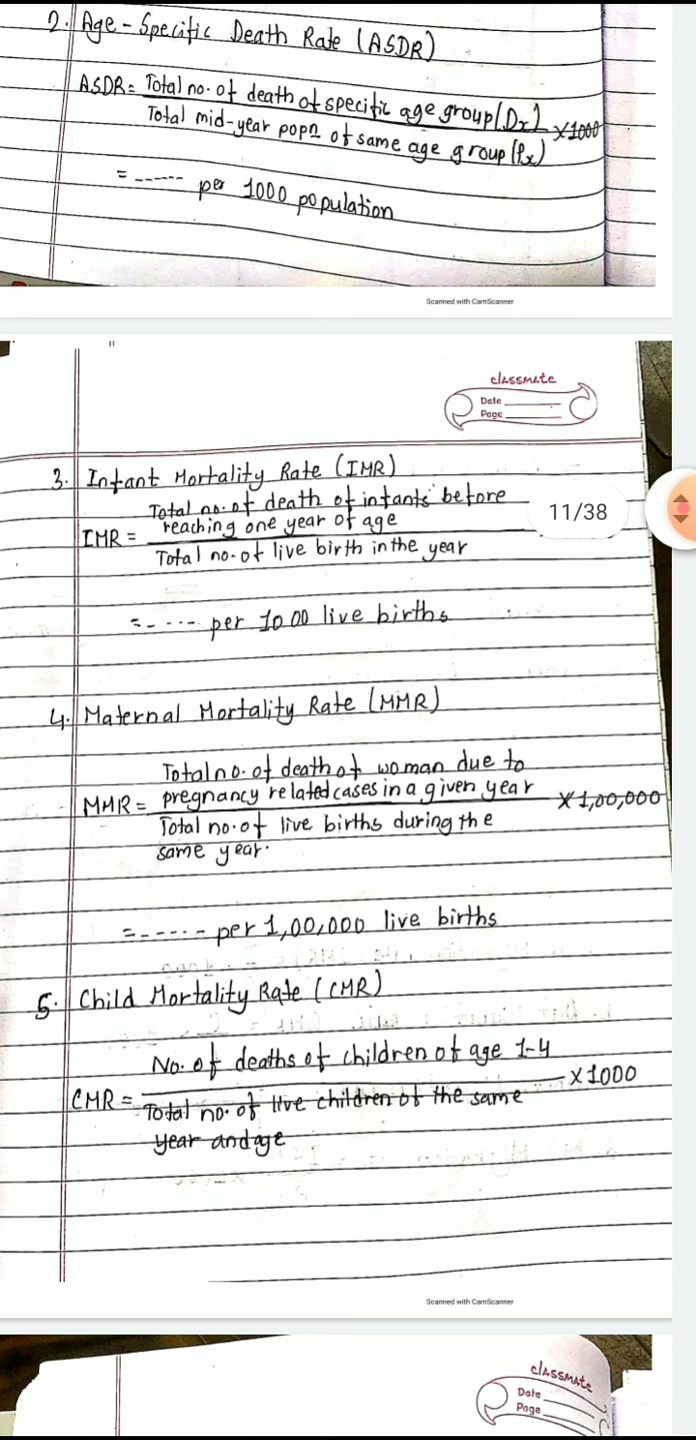 2. Age - Specific Death Rate (ASDR)
ASDR = Total no. of death of specific age group (Dx) × 1000
Total mid-year popn of same age group (Px)
= ------ per 1000 population
Scanned with CamScanner
11
classmate
Date
Page
3. Infant Mortality Rate (IMR)
Total no. of death of infants before
reaching one year of age
IMR =
Total no. of live birth in the year
11/38
= - ---- per 1000 live births
4. Maternal Mortality Rate (MMR)
Total no. of death of woman due to
MMR = pregnancy related cases in a given year × 1,00,000
Total no. of live births during the
same year.
= ------ per 1,00,000 live births
5. Child Mortality Rate (CMR)
No. of deaths of children of age 1-4
CMR = × 1000
Total no. of live children of the same
year and age
Scanned with CamScanner
classmate
Date
Page